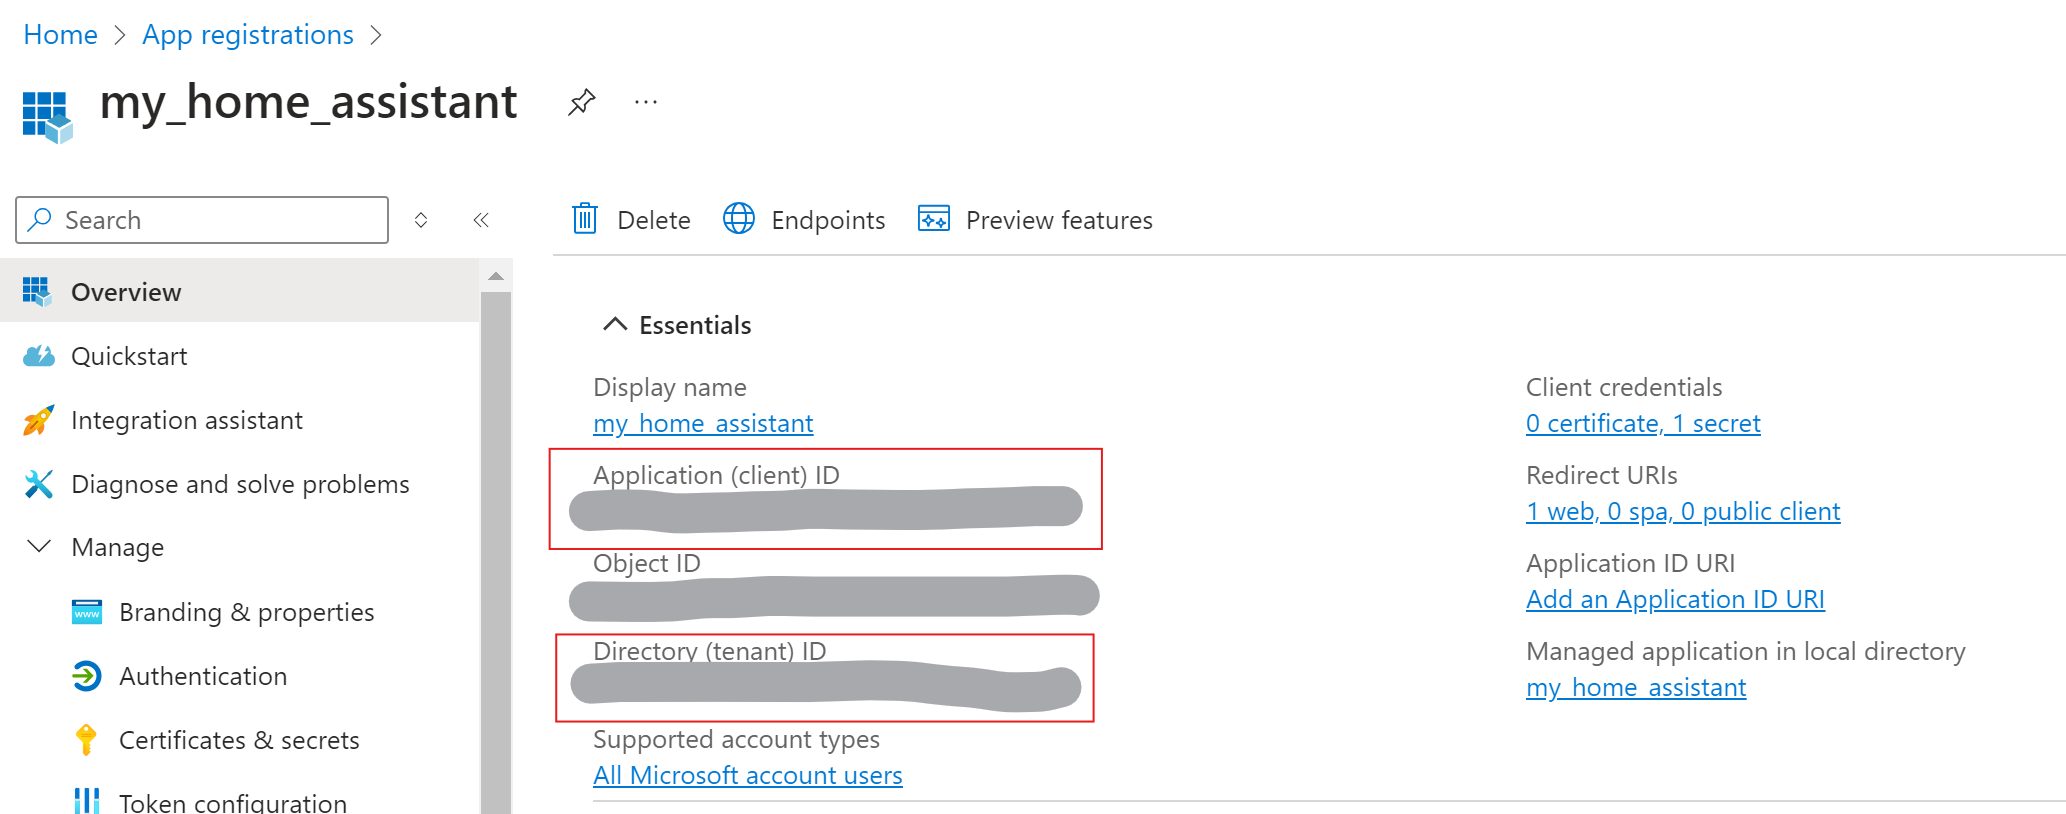 Home > App registrations >
my_home_assistant
...
Search
Delete
Endpoints
Preview features
Overview
Quickstart
Integration assistant
Diagnose and solve problems
Manage
Branding & properties
Authentication
Certificates & secrets
Token configuration
Essentials
Display name
my_home_assistant
Application (client) ID
Object ID
Directory (tenant) ID
Supported account types
All Microsoft account users
Client credentials
0 certificate, 1 secret
Redirect URIs
1 web, 0 spa, 0 public client
Application ID URI
Add an Application ID URI
Managed application in local directory
my_home_assistant